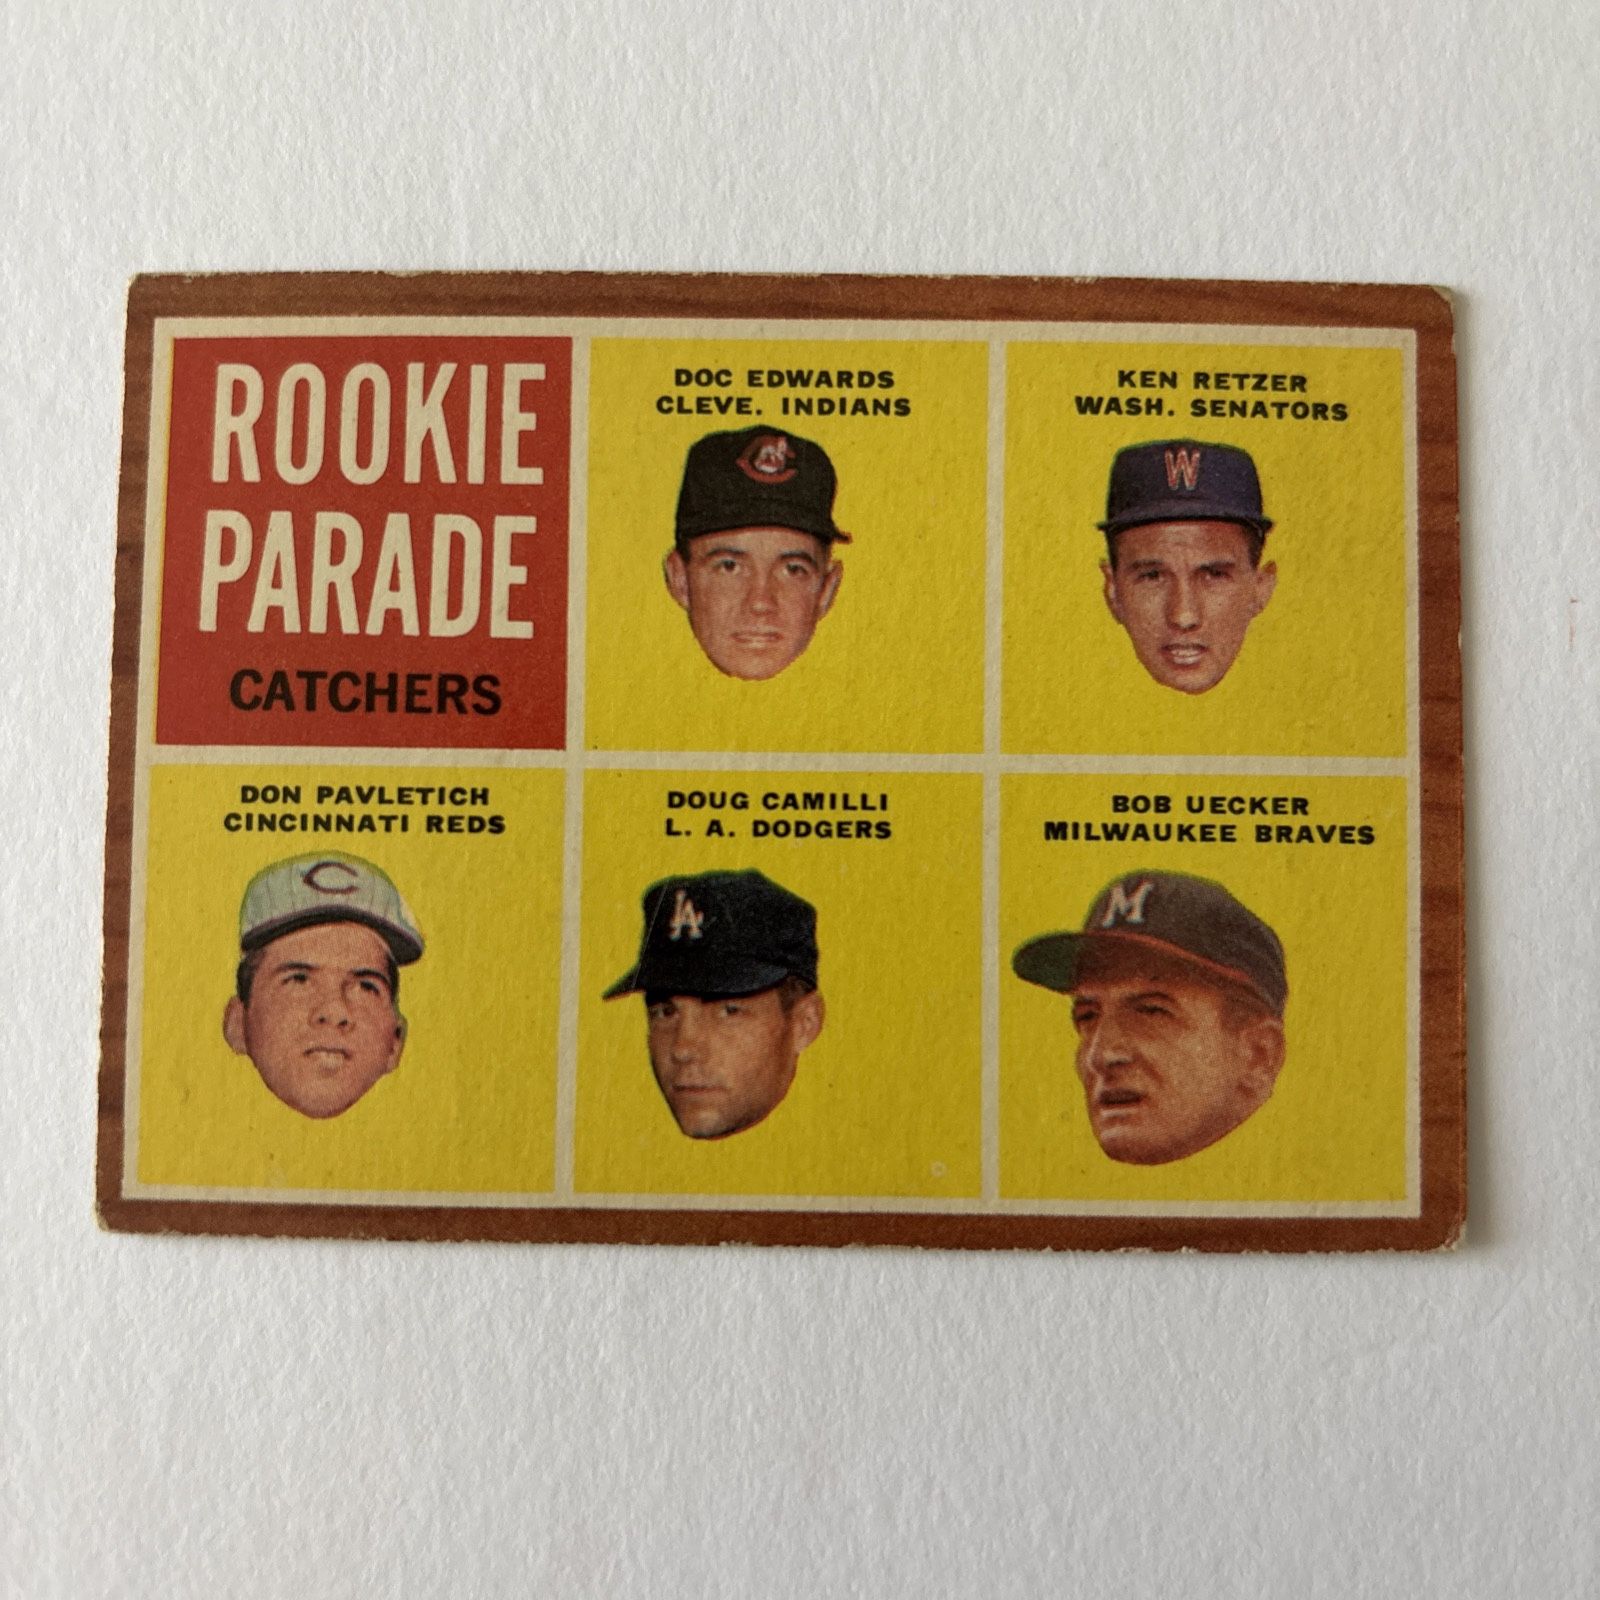 ROOKIE
PARADE
CATCHERS
DOC EDWARDS
CLEVE. INDIANS
C
KEN RETZER
WASH. SENATORS
W
DON PAVLETICH
CINCINNATI REDS
C
DOUG CAMILLI
L. A. DODGERS
LA
BOB UECKER
MILWAUKEE BRAVES
M